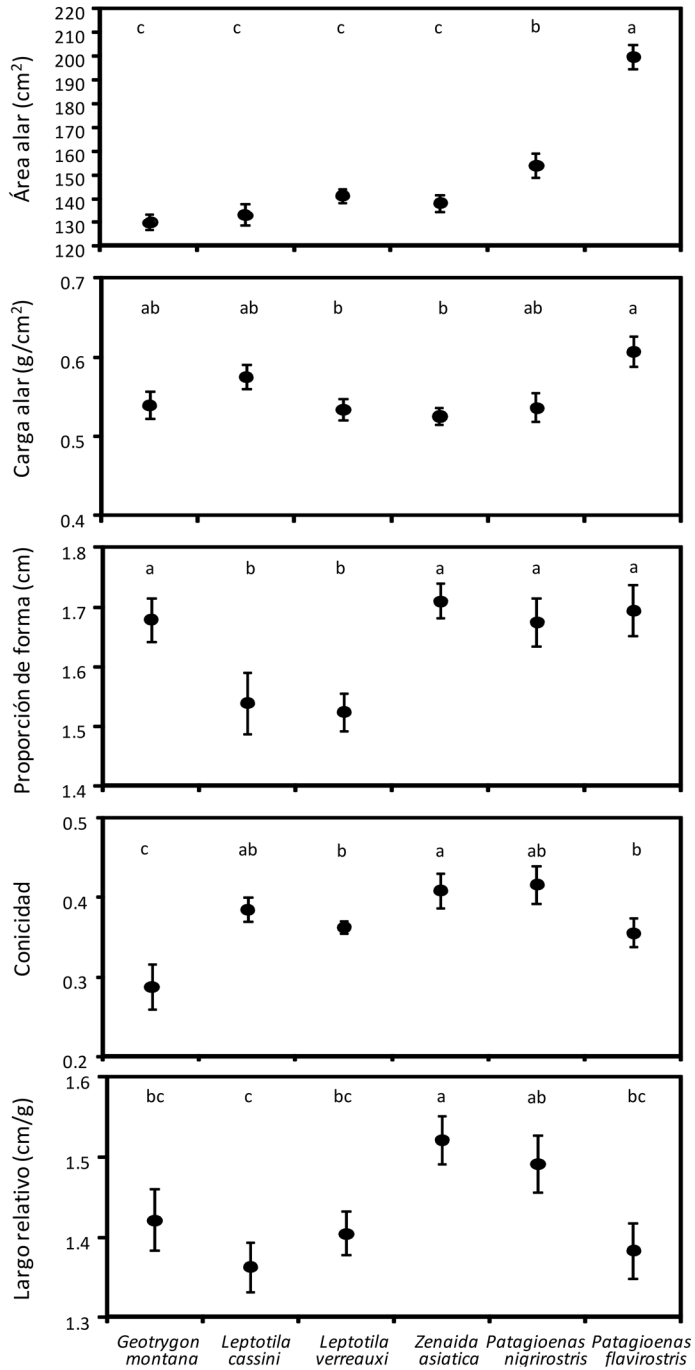 Área alar (cm²)
220
210
200
190
180
170
160
150
140
130
120
c c c c b a
Carga alar (g/cm²)
0.7
0.6
0.5
0.4
ab ab b b ab a
Proporción de forma (cm)
1.8
1.7
1.6
1.5
1.4
a b b a a a
Conicidad
0.5
0.4
0.3
0.2
c ab b a ab b
Largo relativo (cm/g)
1.6
1.5
1.4
1.3
bc c bc a ab bc
Geotrygon Leptotila Leptotila Zenaida Patagioenas Patagioenas
montana cassini verreauxi asiatica nigrirostris flavirostris